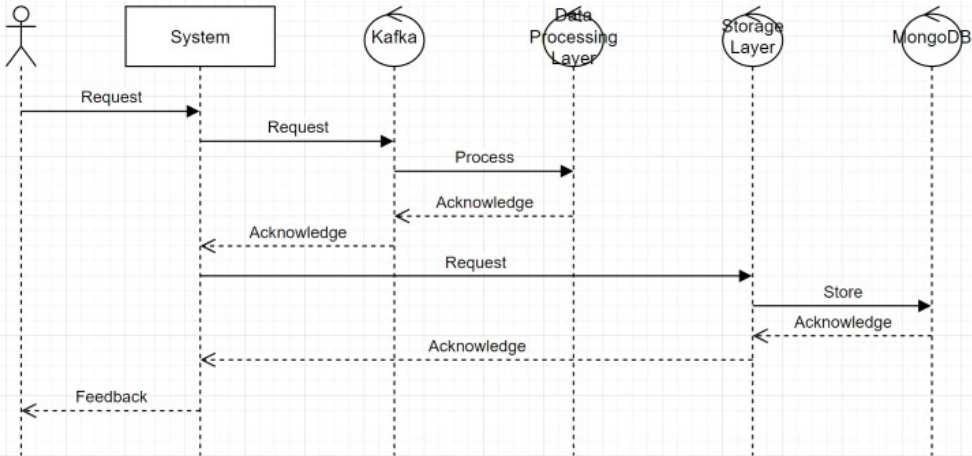 System
Kafka
Data
Processing
Layer
Storage
Layer
MongoDB
Request
Request
Process
Acknowledge
Acknowledge
Request
Store
Acknowledge
Acknowledge
Feedback